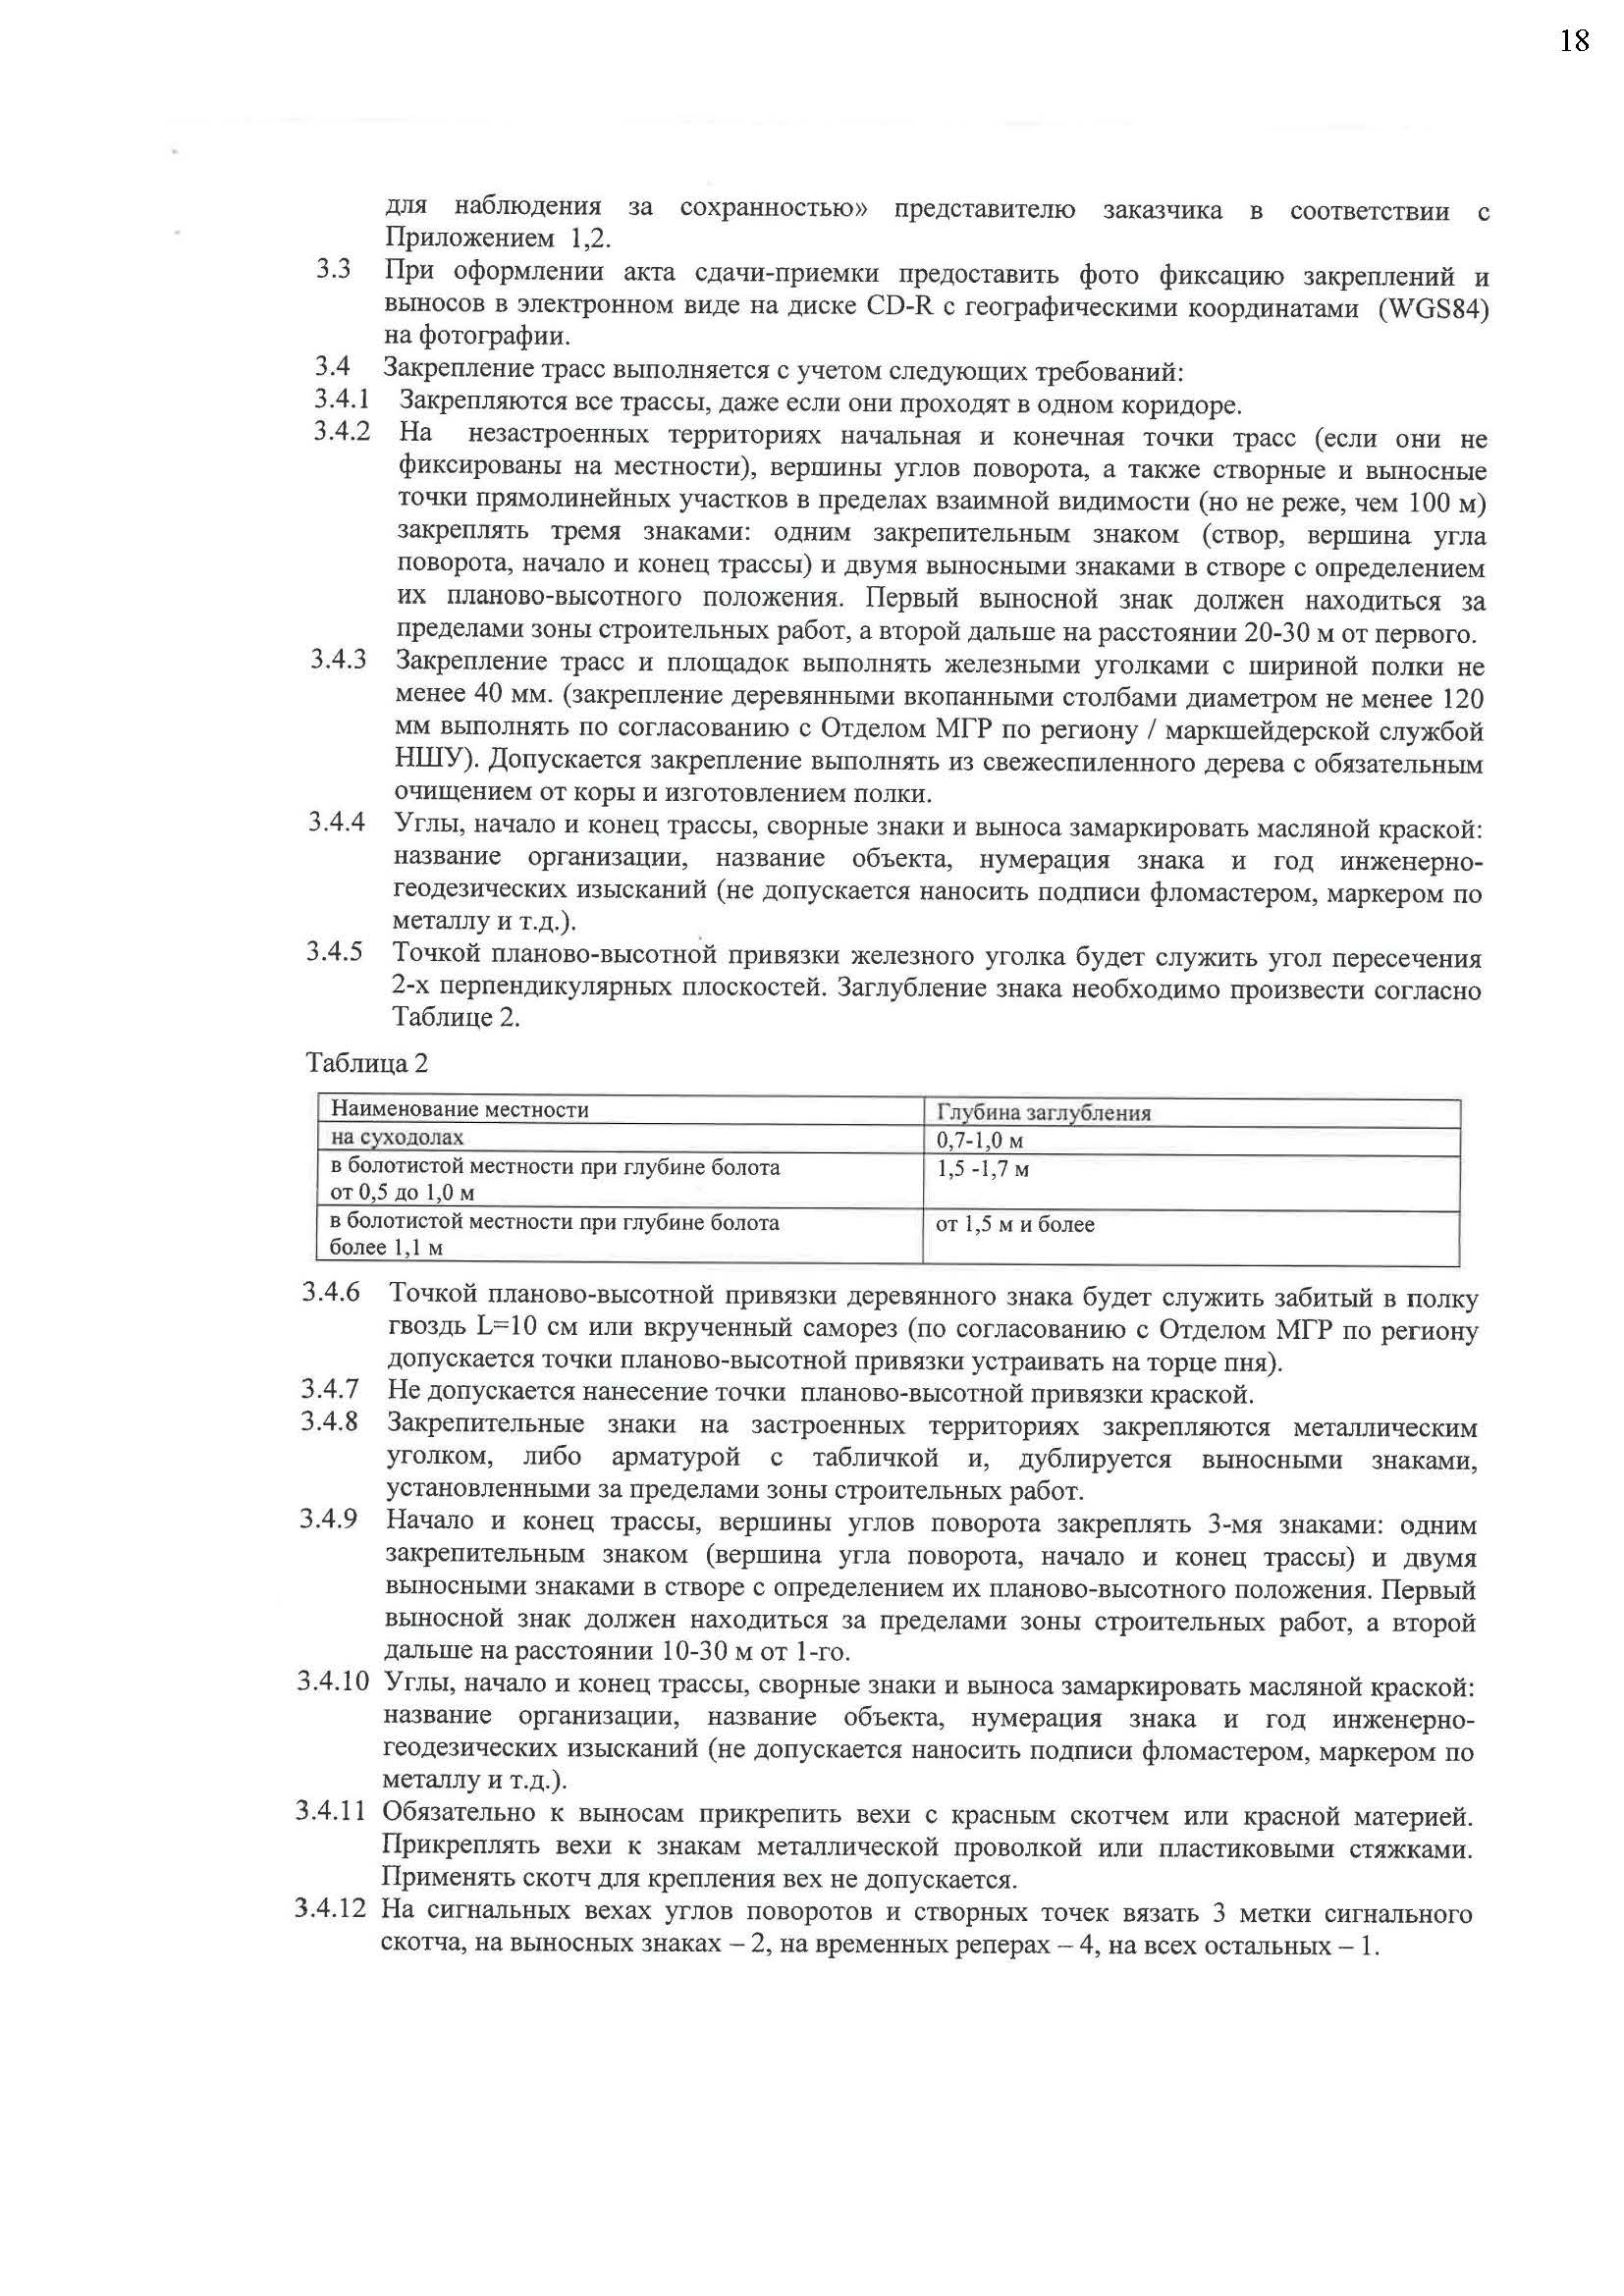 18
для наблюдения за сохранностью» представителю заказчика в соответствии с
Приложением 1,2.
3.3 При оформлении акта сдачи-приемки предоставить фото фиксацию закреплений и
выносов в электронном виде на диске CD-R с географическими координатами (WGS84)
на фотографии.
3.4 Закрепление трасс выполняется с учетом следующих требований:
3.4.1 Закрепляются все трассы, даже если они проходят в одном коридоре.
3.4.2 На незастроенных территориях начальная и конечная точки трасс (если они не
фиксированы на местности), вершины углов поворота, а также створные и выносные
точки прямолинейных участков в пределах взаимной видимости (но не реже, чем 100 м)
закреплять тремя знаками: одним закрепительным знаком (створ, вершина угла
поворота, начало и конец трассы) и двумя выносными знаками в створе с определением
их планово-высотного положения. Первый выносной знак должен находиться за
пределами зоны строительных работ, а второй дальше на расстоянии 20-30 м от первого.
3.4.3 Закрепление трасс и площадок выполнять железными уголками с шириной полки не
менее 40 мм. (закрепление деревянными вкопанными столбами диаметром не менее 120
мм выполнять по согласованию с Отделом МГР по региону / маркшейдерской службой
НШУ). Допускается закрепление выполнять из свежеспиленного дерева с обязательным
очищением от коры и изготовлением полки.
3.4.4 Углы, начало и конец трассы, сворные знаки и выноса замаркировать масляной краской:
название организации, название объекта, нумерация знака и год инженерно-
геодезических изысканий (не допускается наносить подписи фломастером, маркером по
металлу и т.д.).
3.4.5 Точкой планово-высотной привязки железного уголка будет служить угол пересечения
2-х перпендикулярных плоскостей. Заглубление знака необходимо произвести согласно
Таблице 2.
Таблица 2
Наименование местности Глубина заглубления
на суходолах 0,7-1,0 м
в болотистой местности при глубине болота 1,5 -1,7 м
от 0,5 до 1,0 м
в болотистой местности при глубине болота от 1,5 м и более
более 1,1 м
3.4.6 Точкой планово-высотной привязки деревянного знака будет служить забитый в полку
гвоздь L=10 см или вкрученный саморез (по согласованию с Отделом МГР по региону
допускается точки планово-высотной привязки устраивать на торце пня).
3.4.7 Не допускается нанесение точки планово-высотной привязки краской.
3.4.8 Закрепительные знаки на застроенных территориях закрепляются металлическим
уголком, либо арматурой с табличкой и, дублируется выносными знаками,
установленными за пределами зоны строительных работ.
3.4.9 Начало и конец трассы, вершины углов поворота закреплять 3-мя знаками: одним
закрепительным знаком (вершина угла поворота, начало и конец трассы) и двумя
выносными знаками в створе с определением их планово-высотного положения. Первый
выносной знак должен находиться за пределами зоны строительных работ, а второй
дальше на расстоянии 10-30 м от 1-го.
3.4.10 Углы, начало и конец трассы, сворные знаки и выноса замаркировать масляной краской:
название организации, название объекта, нумерация знака и год инженерно-
геодезических изысканий (не допускается наносить подписи фломастером, маркером по
металлу и т.д.).
3.4.11 Обязательно к выносам прикрепить вехи с красным скотчем или красной материей.
Прикреплять вехи к знакам металлической проволкой или пластиковыми стяжками.
Применять скотч для крепления вех не допускается.
3.4.12 На сигнальных вехах углов поворотов и створных точек вязать 3 метки сигнального
скотча, на выносных знаках – 2, на временных реперах – 4, на всех остальных – 1.